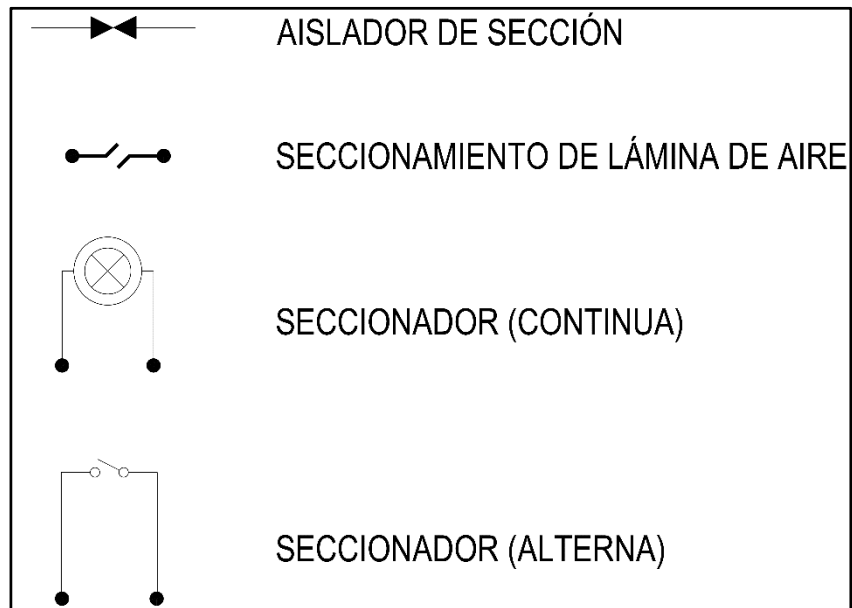 AISLADOR DE SECCIÓN
SECCIONAMIENTO DE LÁMINA DE AIRE
SECCIONADOR (CONTINUA)
SECCIONADOR (ALTERNA)